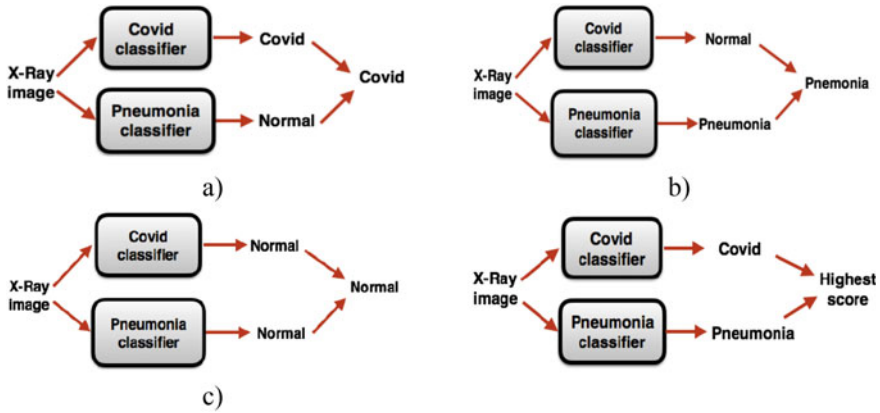 Covid
classifier
Covid
X-Ray
image
Covid
Pneumonia
classifier
Normal
a)
Covid
classifier
Normal
X-Ray
image
Pnemonia
Pneumonia
classifier
Pneumonia
b)
Covid
classifier
Normal
X-Ray
image
Normal
Pneumonia
classifier
Normal
c)
Covid
classifier
Covid
X-Ray
image
Highest
score
Pneumonia
classifier
Pneumonia